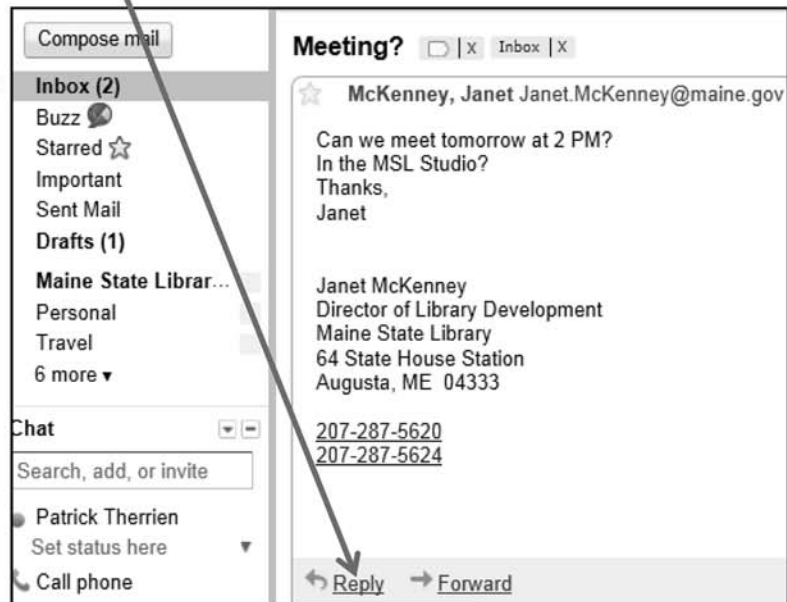 Compose mail
Inbox (2)
Buzz
Starred
Important
Sent Mail
Drafts (1)
Maine State Librar...
Personal
Travel
6 more ▾
Chat
Search, add, or invite
Patrick Therrien
Set status here
Call phone
Meeting? | X Inbox | X
McKenney, Janet Janet.McKenney@maine.gov
Can we meet tomorrow at 2 PM?
In the MSL Studio?
Thanks,
Janet
Janet McKenney
Director of Library Development
Maine State Library
64 State House Station
Augusta, ME 04333
207-287-5620
207-287-5624
Reply Forward